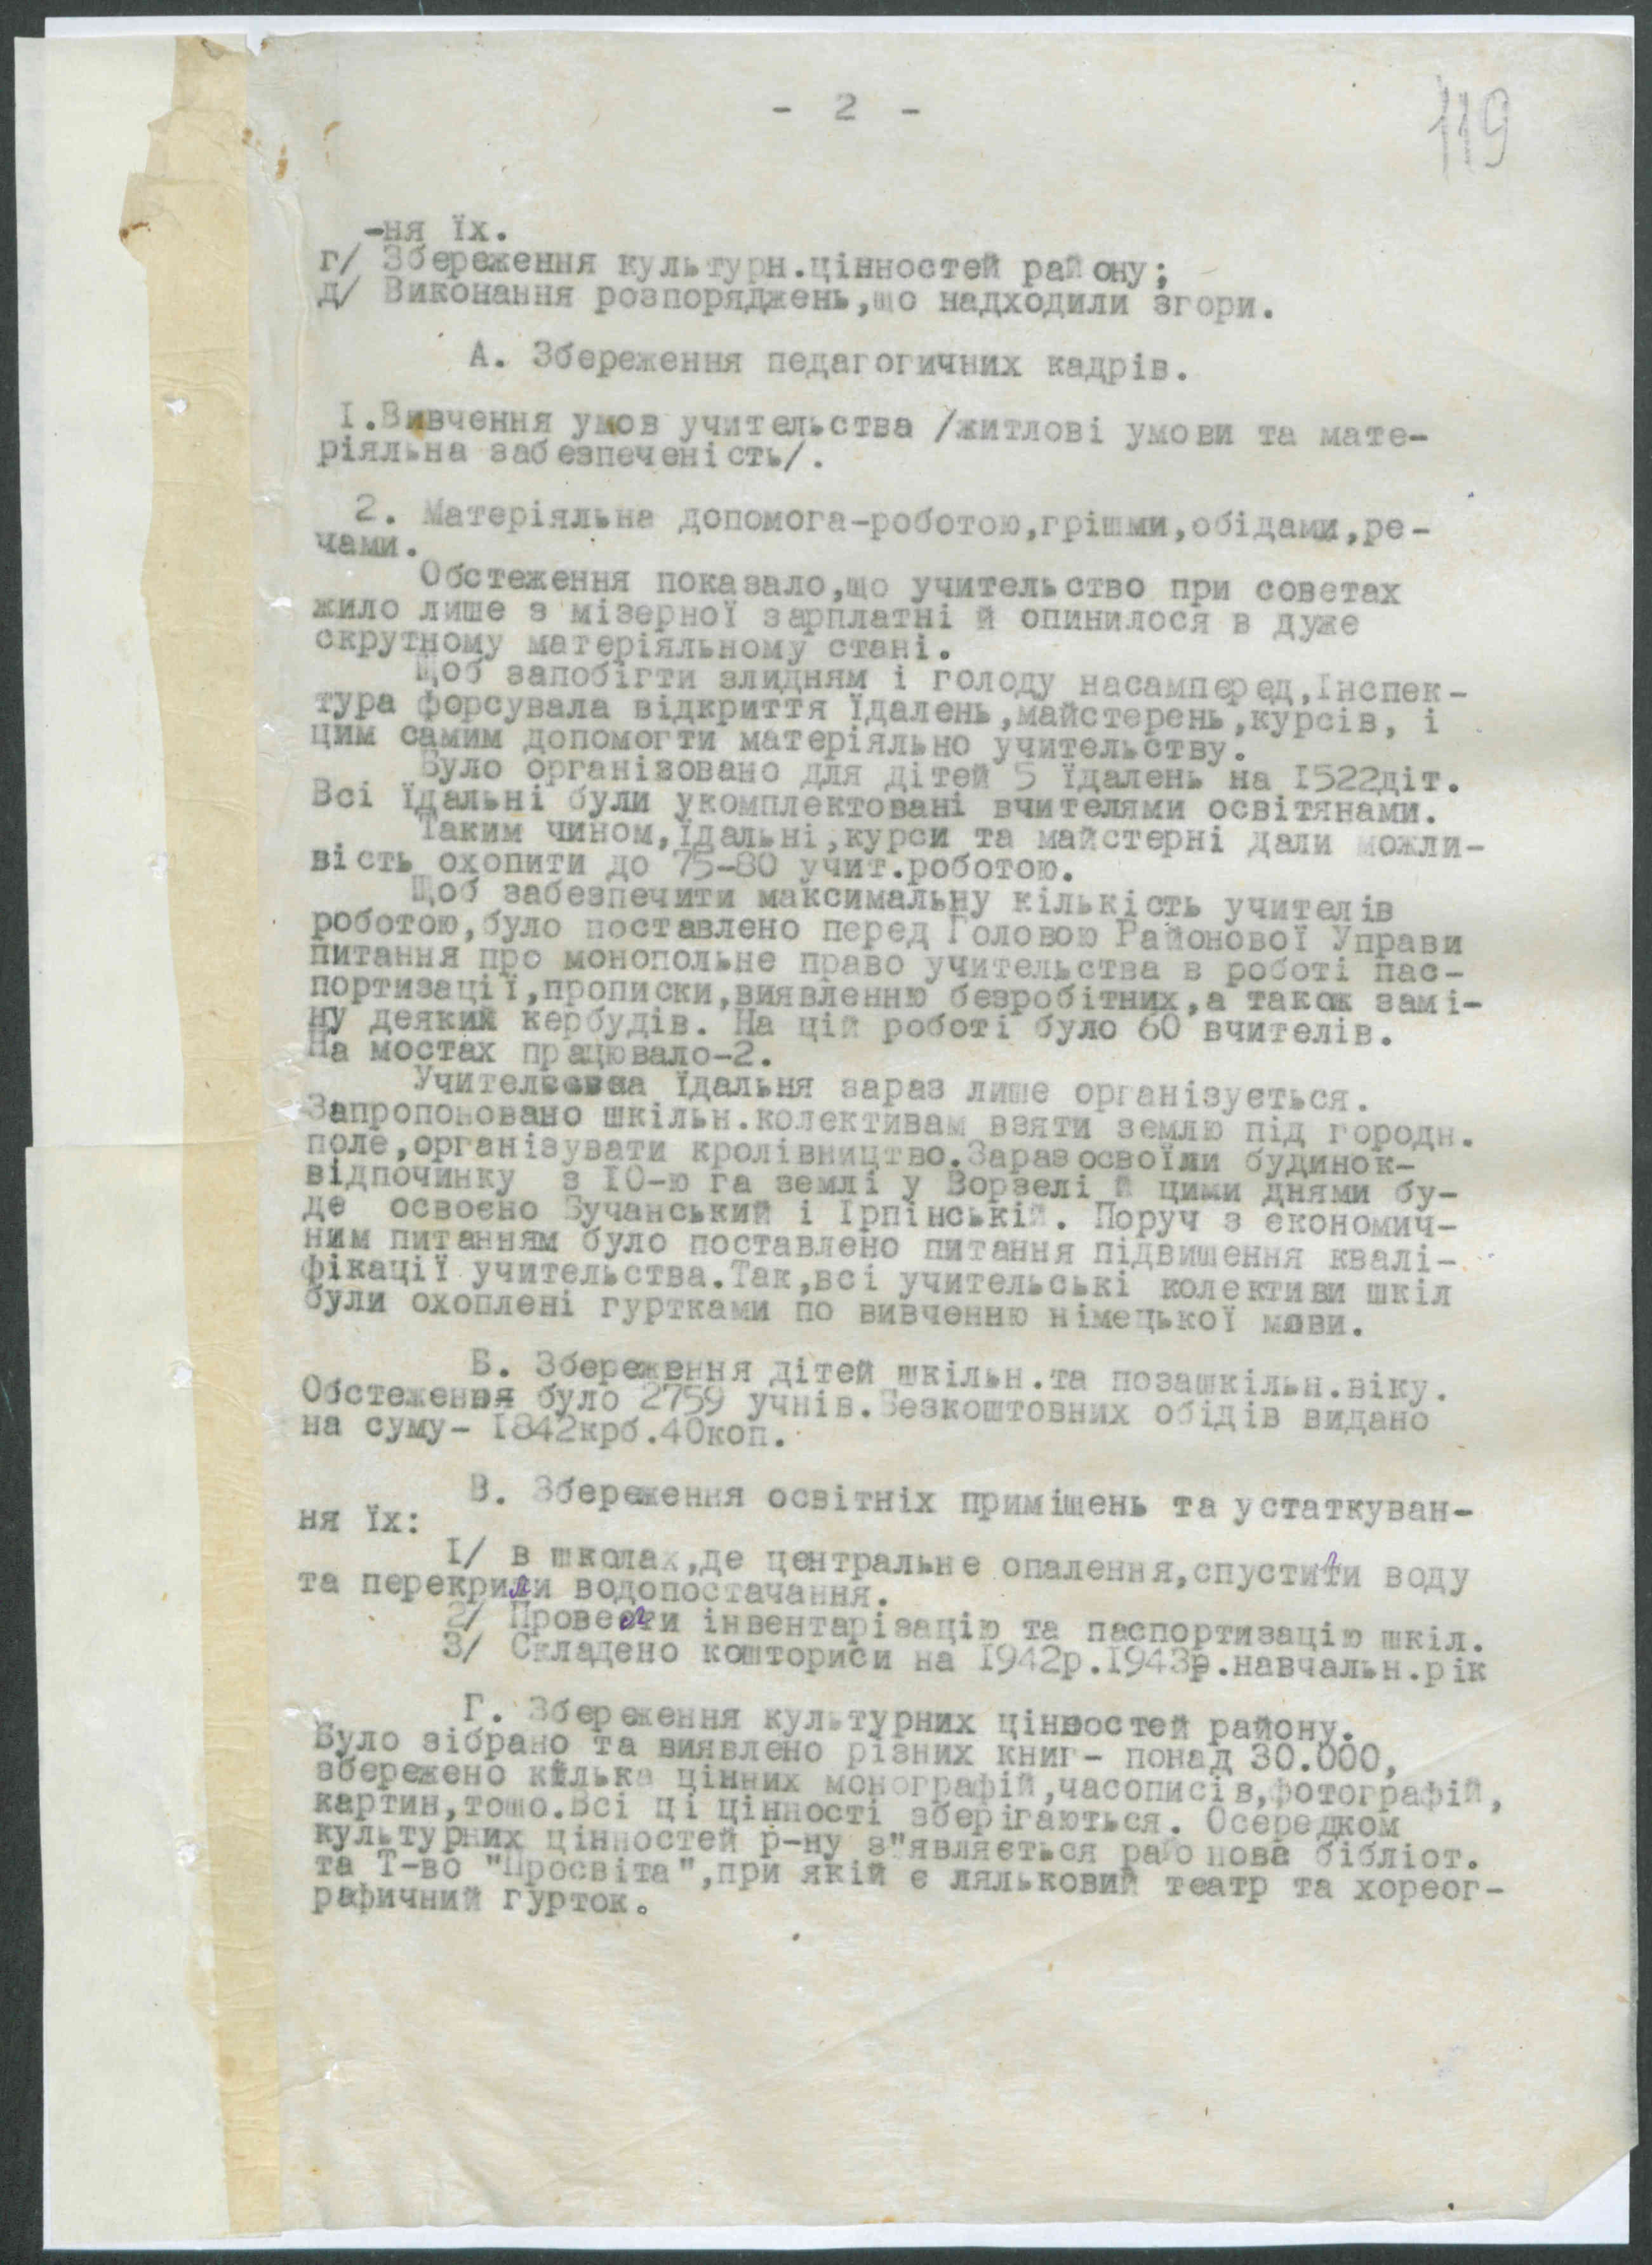 - 2 -
119
-ня їх.
г/ Збереження культурн.цінностей району;
д/ Виконання розпоряджень,що надходили згори.
А. Збереження педагогичних кадрів.
I.Вивчення умов учительства /житлові умови та мате-
ріяльна забезпеченість/.
2. Матеріяльна допомога-роботою,грішми,обідами,ре-
чами.
Обстеження показало,що учительство при советах
жило лише з мізерної зарплатні й опинилося в дуже
скрутному матеріяльному стані.
Щоб запобігти злидням і голоду насамперед,Інспек-
тура форсувала відкриття їдалень,майстерень,курсів, і
цим самим допомогти матеріяльно учительству.
Було організовано для дітей 5 їдалень на I522діт.
Всі їдальні були укомплектовані вчителями освітянами.
Таким чином,їдальні,курси та майстерні дали можли-
вість охопити до 75-80 учит.роботою.
Щоб забезпечити максимальну кількість учителів
роботою,було поставлено перед Головою Районової Управи
питання про монопольне право учительства в роботі пас-
портизації,прописки,виявленню безробітних,а також замі-
ну деякий кербудів. На цій роботі було 60 вчителів.
На мостах працювало-2.
їдальня зараз лише організується.
Запропоновано шкільн.колективам взяти землю під городн.
поле,організувати кролівництво.Зараз освоїли будинок-
відпочинку з IO-ю га землі у Ворзелі й цими днями бу-
де освоєно Бучанський і Ірпінській. Поруч з економич-
ним питанням було поставлено питання підвищення квалі-
фікації учительства.Так,всі учительські колективи шкіл
були охоплені гуртками по вивченню німецької мови.
Б. Збереження дітей шкільн.та позашкільн.віку.
Обстеження було 2759 учнів.Безкоштовних обідів видано
на суму- I842крб.40коп.
В. Збереження освітніх приміщень та устаткуван-
ня їх:
I/ в школах,де центральне опалення,спустили воду
та перекрили водопостачання.
2/ Провели інвентарізацію та паспортизацію шкіл.
3/ Складено кошториси на I942р.I943р.навчальн.рік
Г. Збереження культурних цінностей району.
Було зібрано та виявлено різних книг- понад 30.000,
збережено кілька цінних монографій,часописів,фотографій,
картин,тощо.Всі ці цінності зберігаються. Осередком
культурних цінностей р-ну з"являється районова бібліот.
та Т-во "Просвіта",при якій є ляльковий театр та хореог-
рафичний гурток.